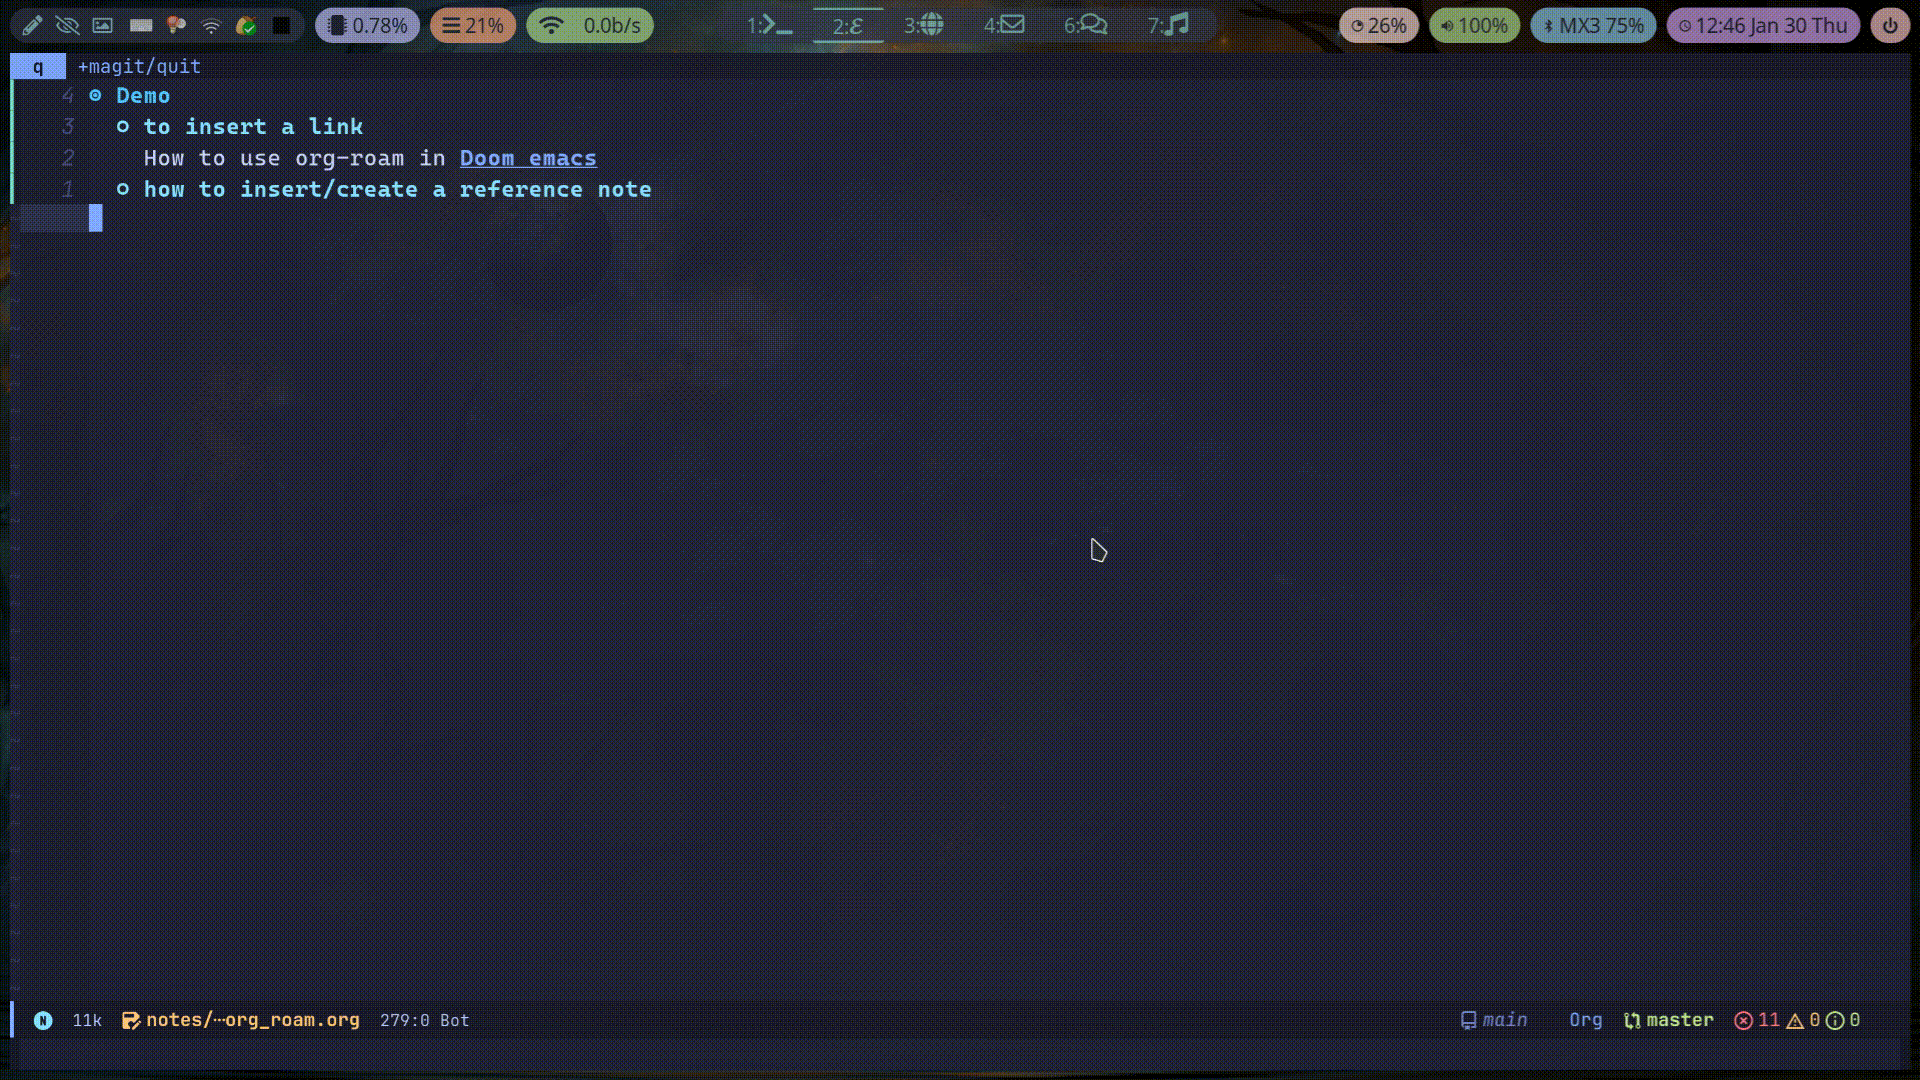 0.78% 21% 0.0b/s 1: 2: 3: 4: 6: 7: 26% 100% MX3 75% 12:46 Jan 30 Thu
q +magit/quit
4 Demo
3 to insert a link
2 How to use org-roam in Doom emacs
1 how to insert/create a reference note
N 11k notes/⋯org_roam.org 279:0 Bot main Org master 11 0 0